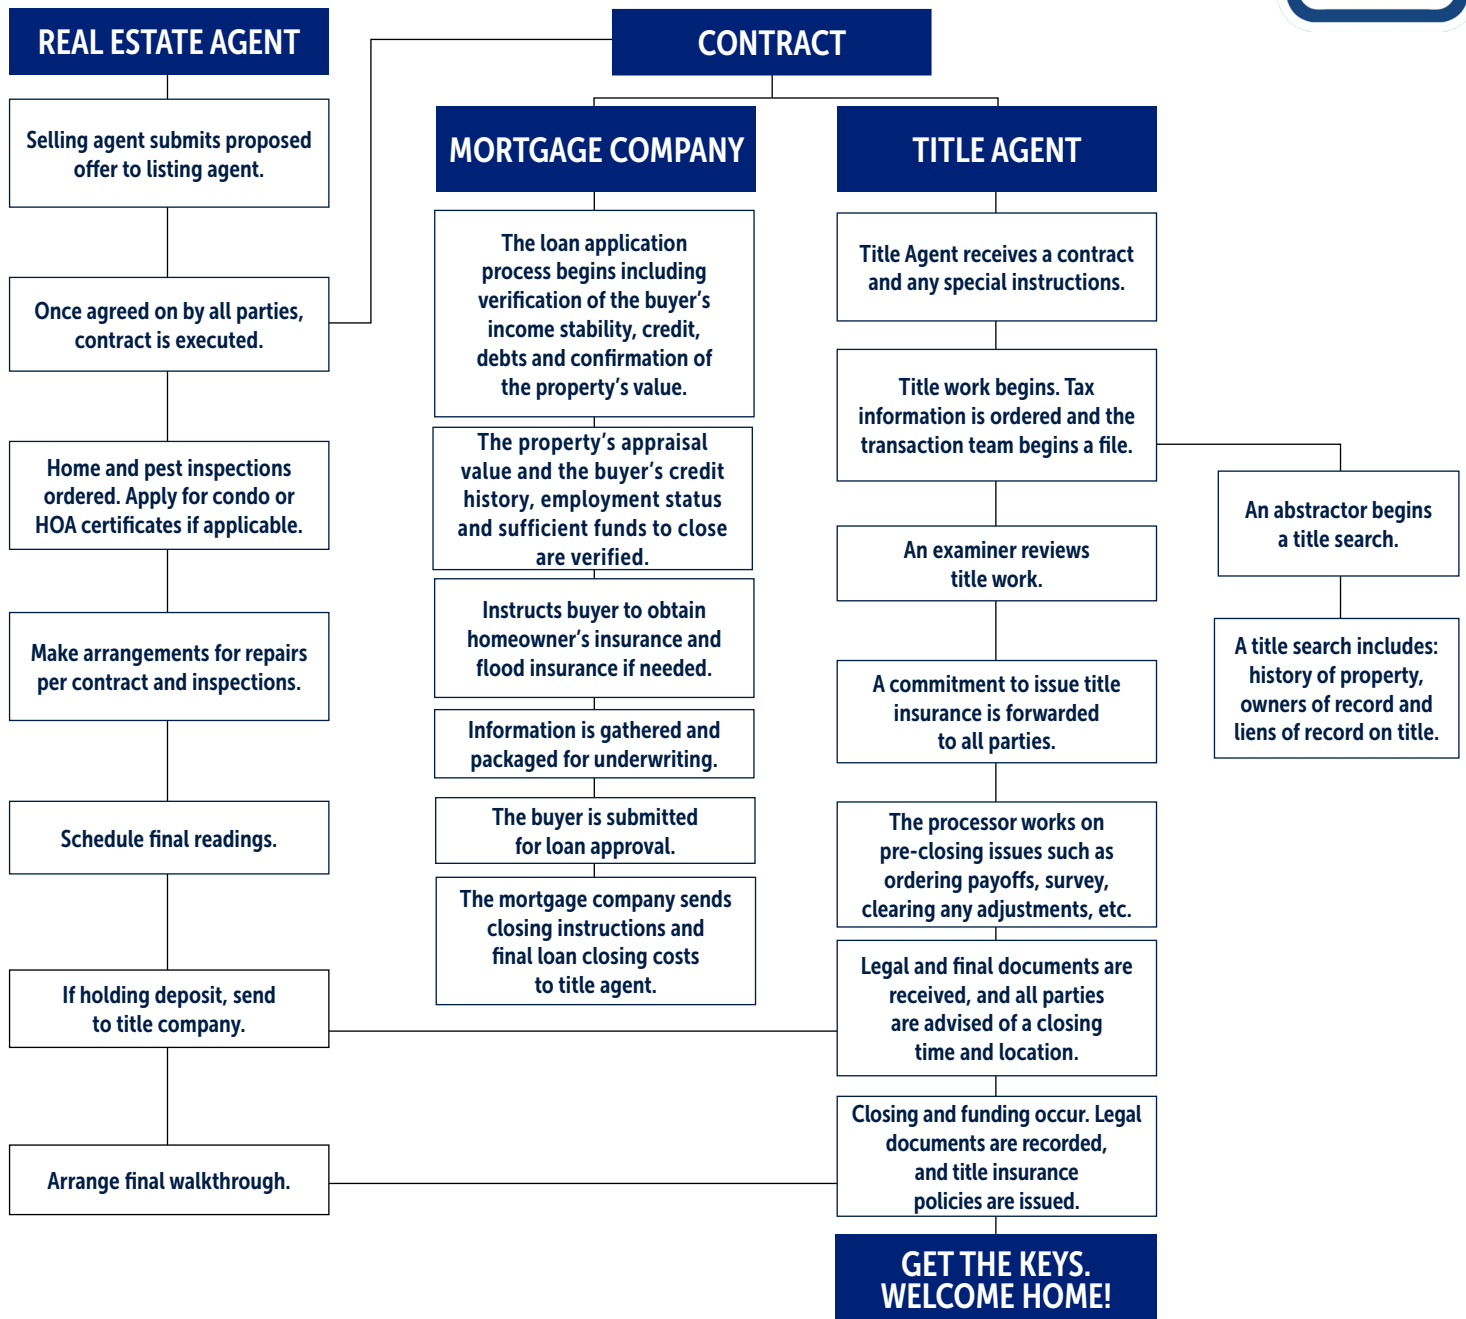 REAL ESTATE AGENT
Selling agent submits proposed
offer to listing agent.
Once agreed on by all parties,
contract is executed.
Home and pest inspections
ordered. Apply for condo or
HOA certificates if applicable.
Make arrangements for repairs
per contract and inspections.
Schedule final readings.
If holding deposit, send
to title company.
Arrange final walkthrough.
CONTRACT
MORTGAGE COMPANY
The loan application
process begins including
verification of the buyer’s
income stability, credit,
debts and confirmation of
the property’s value.
The property’s appraisal
value and the buyer’s credit
history, employment status
and sufficient funds to close
are verified.
Instructs buyer to obtain
homeowner’s insurance and
flood insurance if needed.
Information is gathered and
packaged for underwriting.
The buyer is submitted
for loan approval.
The mortgage company sends
closing instructions and
final loan closing costs
to title agent.
TITLE AGENT
Title Agent receives a contract
and any special instructions.
Title work begins. Tax
information is ordered and the
transaction team begins a file.
An examiner reviews
title work.
A commitment to issue title
insurance is forwarded
to all parties.
The processor works on
pre-closing issues such as
ordering payoffs, survey,
clearing any adjustments, etc.
Legal and final documents are
received, and all parties
are advised of a closing
time and location.
Closing and funding occur. Legal
documents are recorded,
and title insurance
policies are issued.
GET THE KEYS.
WELCOME HOME!
An abstractor begins
a title search.
A title search includes:
history of property,
owners of record and
liens of record on title.